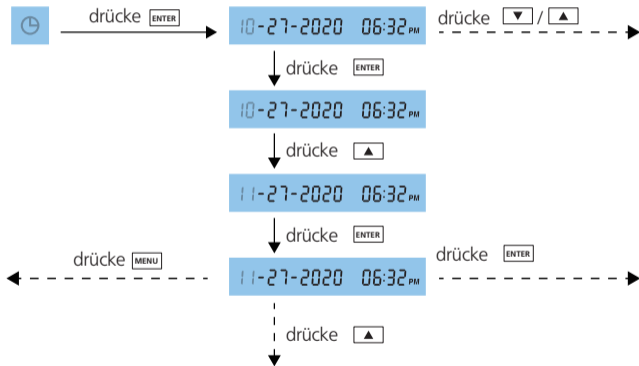 drücke ENTER 10-27-2020 06:32 PM drücke ▼ / ▲
drücke ENTER
10-27-2020 06:32 PM
drücke ▲
11-27-2020 06:32 PM
drücke ENTER
drücke MENU 11-27-2020 06:32 PM drücke ENTER
drücke ▲